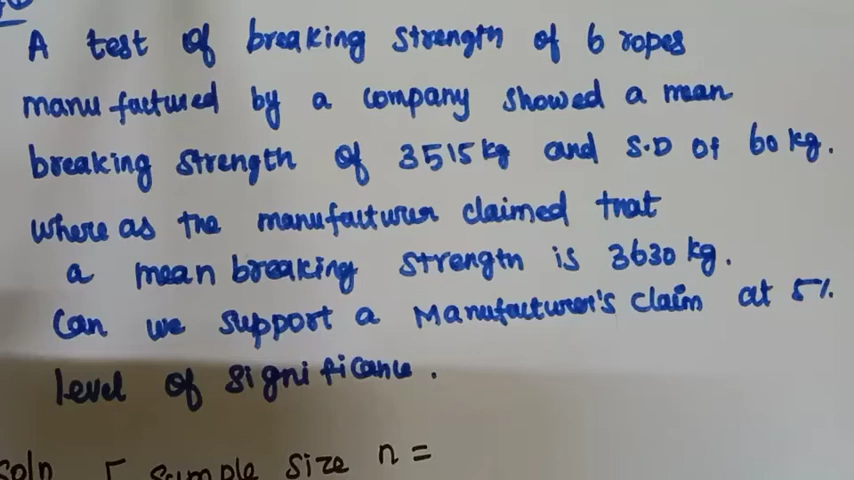 A test of breaking strength of 6 ropes
manufactured by a company showed a mean
breaking strength of 3515 kg and S.D of 60 kg.
where as the manufacturer claimed that
a mean breaking strength is 3630 kg.
Can we support a Manufacturer's claim at 5%
level of significance.
soln sample size n =